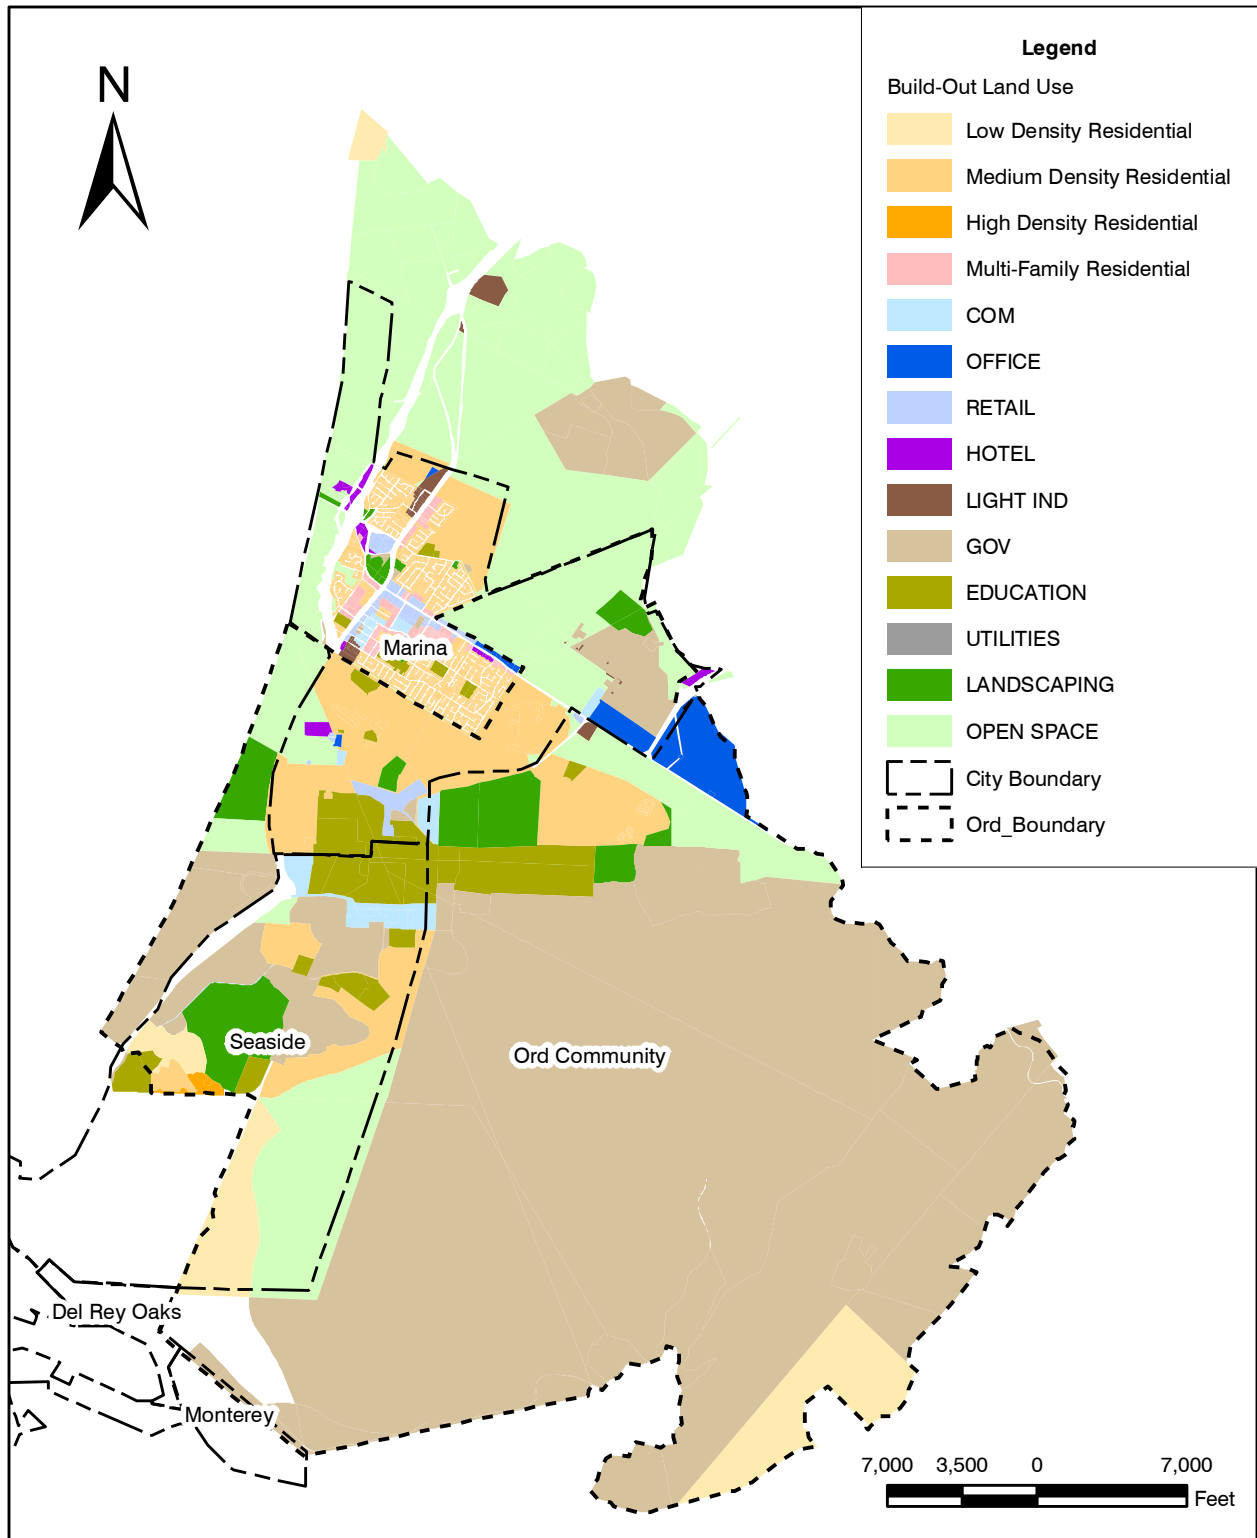 N
Legend
Build-Out Land Use
Low Density Residential
Medium Density Residential
High Density Residential
Multi-Family Residential
COM
OFFICE
RETAIL
HOTEL
LIGHT IND
GOV
EDUCATION
UTILITIES
LANDSCAPING
OPEN SPACE
City Boundary
Ord_Boundary
Marina
Seaside
Ord Community
Del Rey Oaks
Monterey
7,000 3,500 0 7,000
Feet